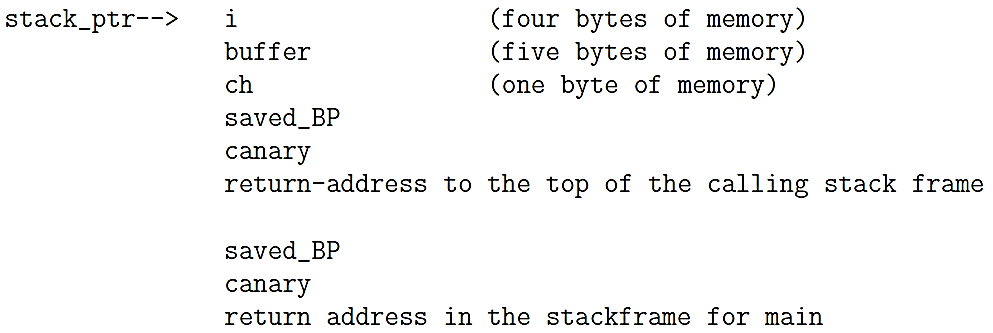 stack_ptr--> i (four bytes of memory)
buffer (five bytes of memory)
ch (one byte of memory)
saved_BP
canary
return-address to the top of the calling stack frame
saved_BP
canary
return address in the stackframe for main